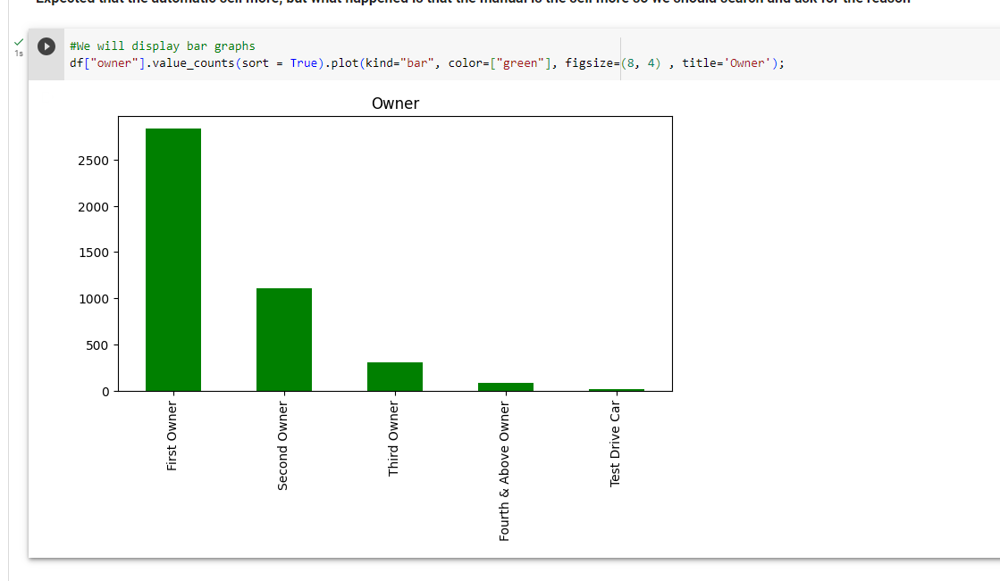 Expected that the automatic sell more, but what happened is that the manual is the sell more so we should search and ask for the reason
1s
#We will display bar graphs
df["owner"].value_counts(sort = True).plot(kind="bar", color=["green"], figsize=(8, 4) , title='Owner');
Owner
2500
2000
1500
1000
500
0
First Owner
Second Owner
Third Owner
Fourth & Above Owner
Test Drive Car